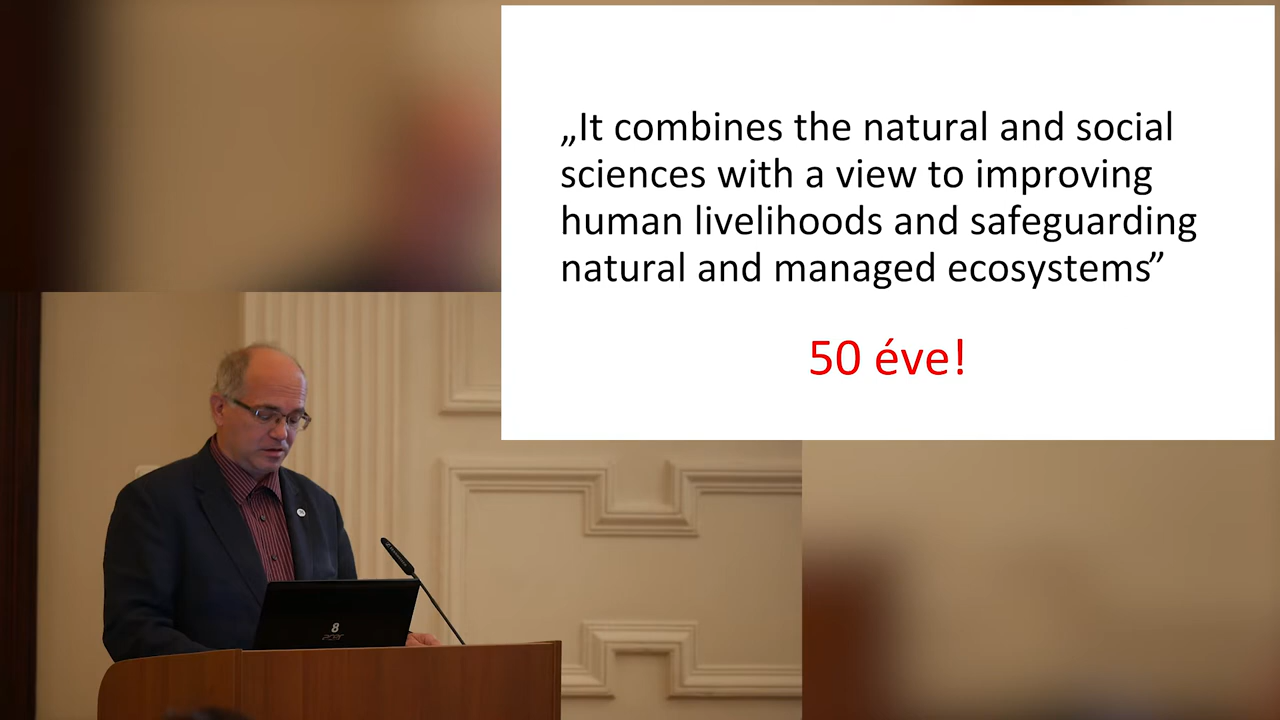 „It combines the natural and social
sciences with a view to improving
human livelihoods and safeguarding
natural and managed ecosystems”
50 éve!
8